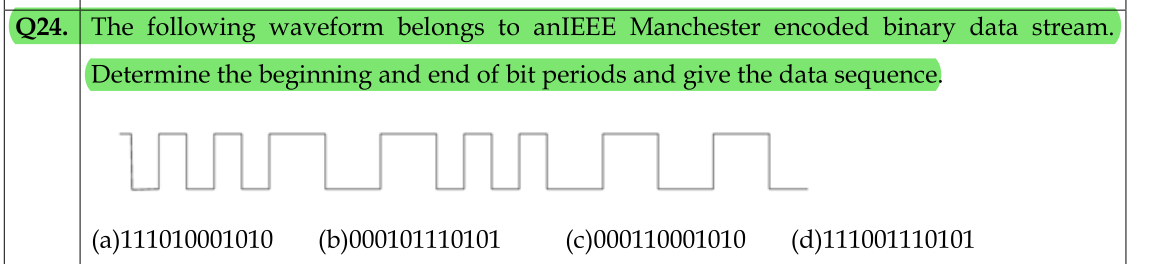 Q24. The following waveform belongs to anIEEE Manchester encoded binary data stream.
Determine the beginning and end of bit periods and give the data sequence.
(a)111010001010 (b)000101110101 (c)000110001010 (d)111001110101